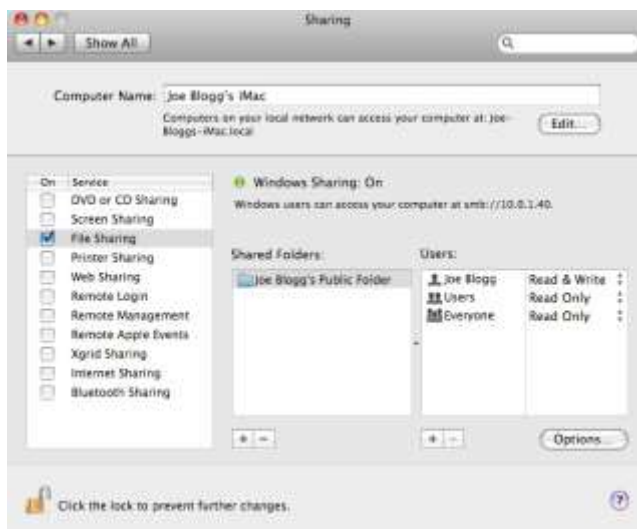 Sharing
Show All
Computer Name: Joe Blogg's iMac
Computers on your local network can access your computer at: Joe-
Bloggs-iMac.local
Edit...
On Service
DVD or CD Sharing
Screen Sharing
File Sharing
Printer Sharing
Web Sharing
Remote Login
Remote Management
Remote Apple Events
Xgrid Sharing
Internet Sharing
Bluetooth Sharing
Windows Sharing: On
Windows users can access your computer at smb://10.0.1.40.
Shared Folders:
Joe Blogg's Public Folder
Users:
Joe Blogg Read & Write
Users Read Only
Everyone Read Only
+ −
+ −
Options...
Click the lock to prevent further changes.
?